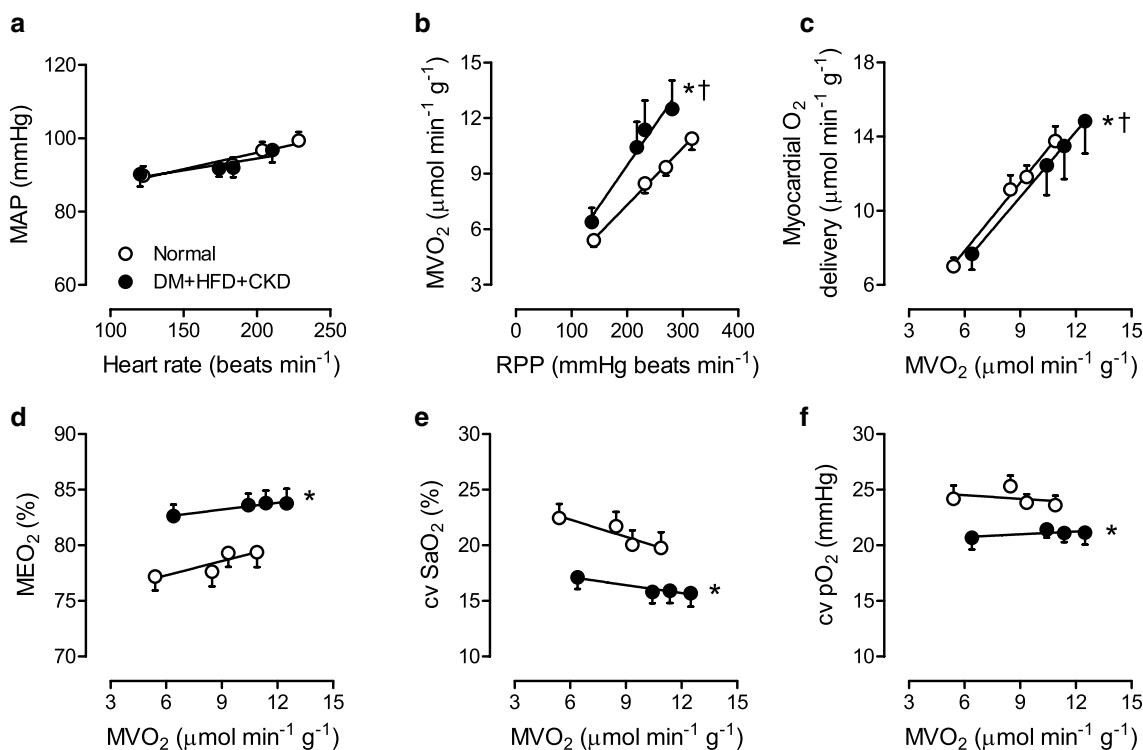 a
MAP (mmHg)
120
100
80
60
Normal
DM+HFD+CKD
100 150 200 250
Heart rate (beats min⁻¹)
b
MVO₂ (μmol min⁻¹ g⁻¹)
15
12
9
6
3
*†
0 100 200 300 400
RPP (mmHg beats min⁻¹)
c
Myocardial O₂
delivery (μmol min⁻¹ g⁻¹)
18
14
10
6
*†
3 6 9 12 15
MVO₂ (μmol min⁻¹ g⁻¹)
d
MEO₂ (%)
90
85
80
75
70
*
3 6 9 12 15
MVO₂ (μmol min⁻¹ g⁻¹)
e
cv SaO₂ (%)
30
25
20
15
10
*
3 6 9 12 15
MVO₂ (μmol min⁻¹ g⁻¹)
f
cv pO₂ (mmHg)
30
25
20
15
10
*
3 6 9 12 15
MVO₂ (μmol min⁻¹ g⁻¹)